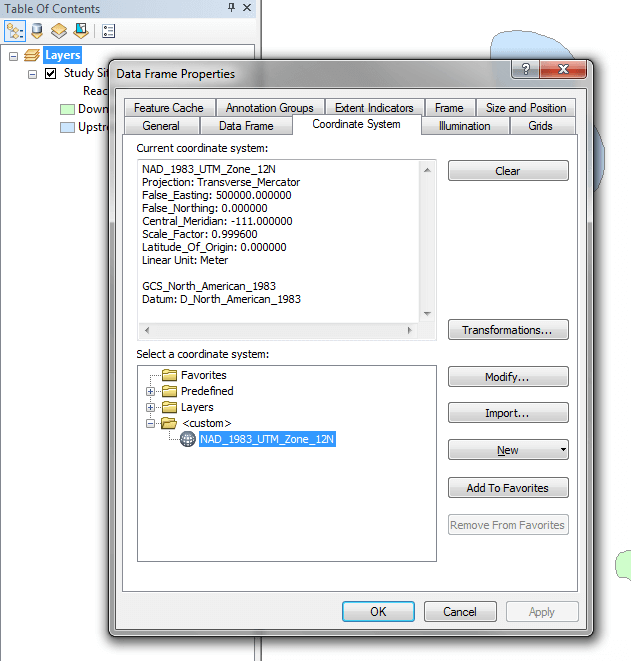 Table Of Contents
Layers
Study Sit
Reac
Down
Upstre
Data Frame Properties
Feature Cache Annotation Groups Extent Indicators Frame Size and Position
General Data Frame Coordinate System Illumination Grids
Current coordinate system:
NAD_1983_UTM_Zone_12N
Projection: Transverse_Mercator
False_Easting: 500000.000000
False_Northing: 0.000000
Central_Meridian: -111.000000
Scale_Factor: 0.999600
Latitude_Of_Origin: 0.000000
Linear Unit: Meter
GCS_North_American_1983
Datum: D_North_American_1983
Clear
Transformations...
Select a coordinate system:
Favorites
Predefined
Layers
<custom>
NAD_1983_UTM_Zone_12N
Modify...
Import...
New
Add To Favorites
Remove From Favorites
OK Cancel Apply